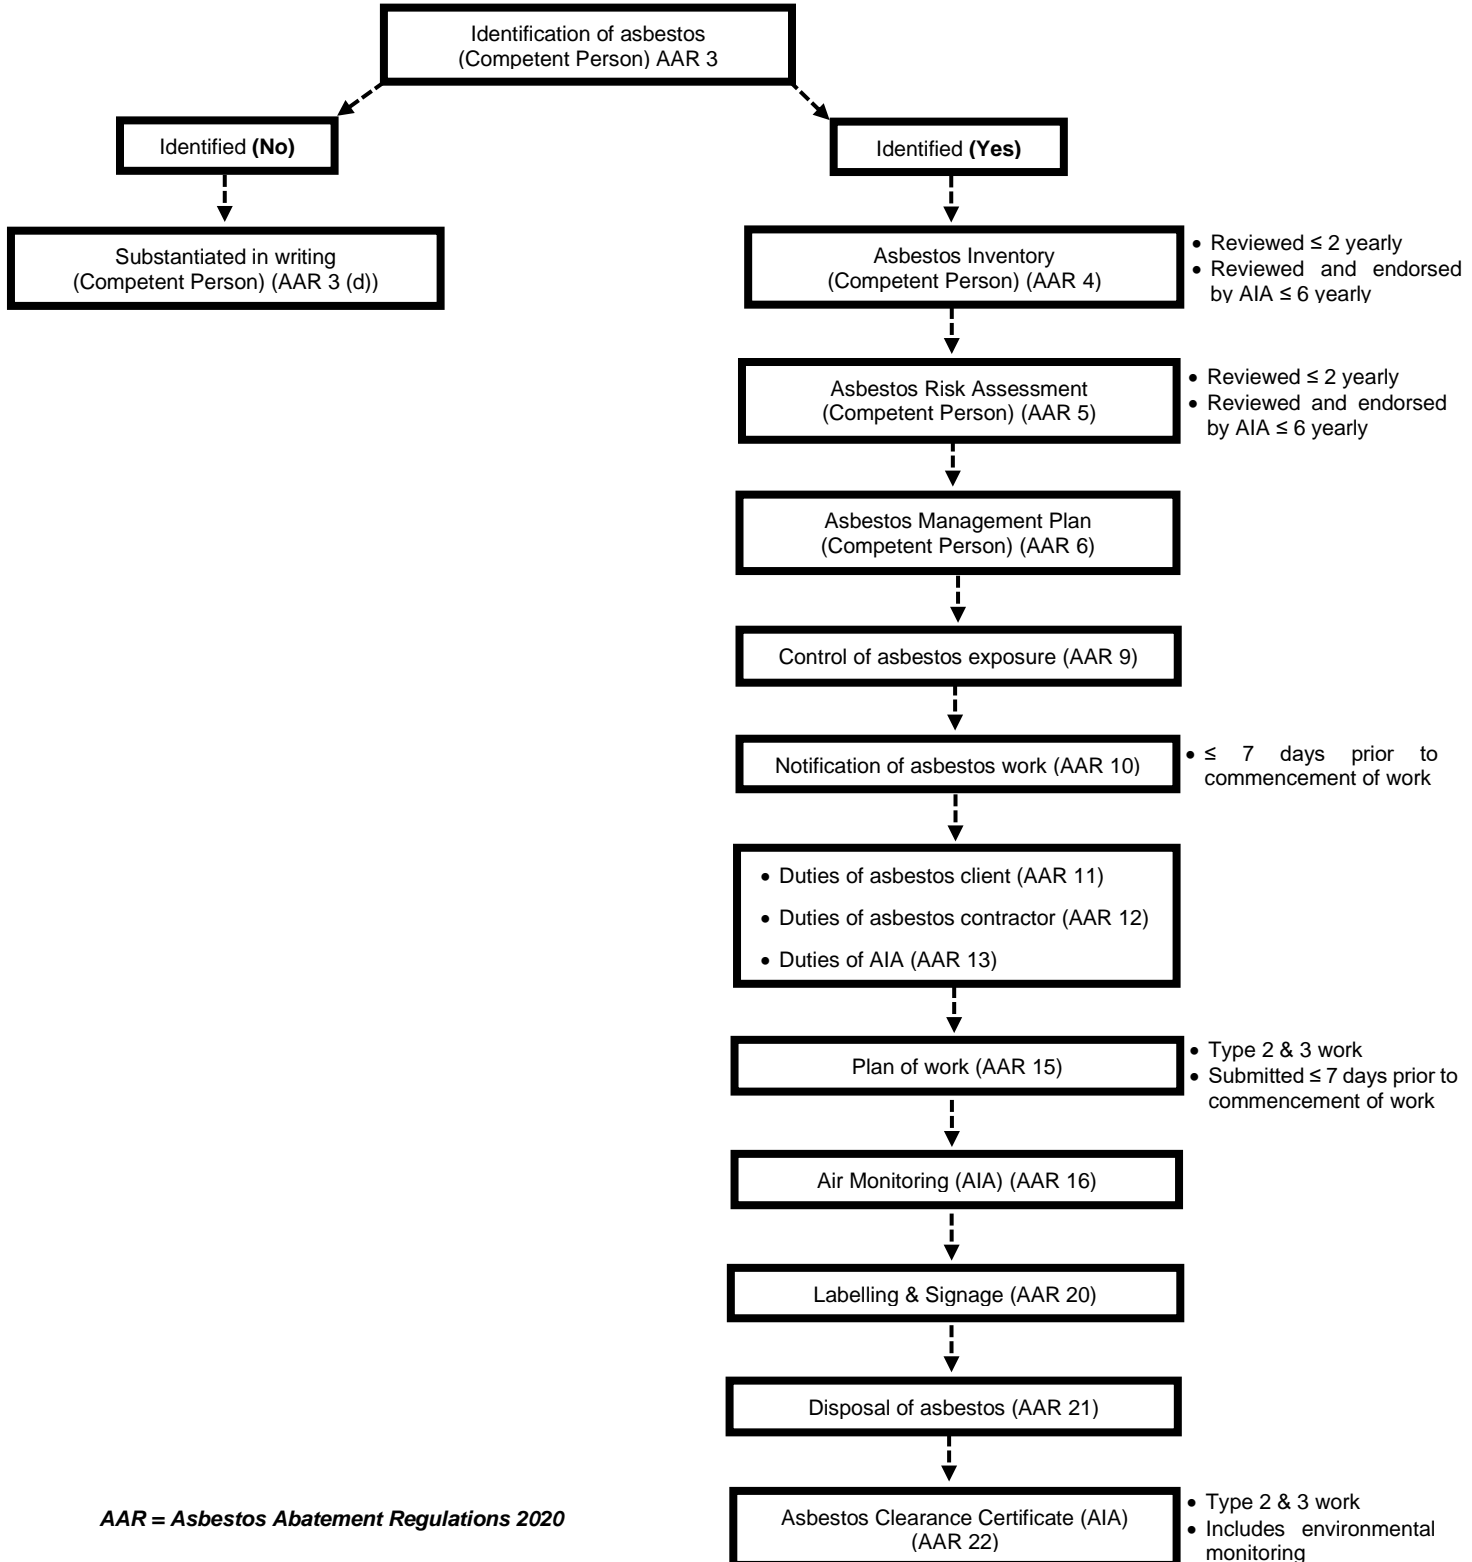 Identification of asbestos
(Competent Person) AAR 3
Identified (No)
Identified (Yes)
Substantiated in writing
(Competent Person) (AAR 3 (d))
Asbestos Inventory
(Competent Person) (AAR 4)
• Reviewed ≤ 2 yearly
• Reviewed and endorsed
by AIA ≤ 6 yearly
Asbestos Risk Assessment
(Competent Person) (AAR 5)
• Reviewed ≤ 2 yearly
• Reviewed and endorsed
by AIA ≤ 6 yearly
Asbestos Management Plan
(Competent Person) (AAR 6)
Control of asbestos exposure (AAR 9)
Notification of asbestos work (AAR 10)
• ≤ 7 days prior to
commencement of work
• Duties of asbestos client (AAR 11)
• Duties of asbestos contractor (AAR 12)
• Duties of AIA (AAR 13)
Plan of work (AAR 15)
• Type 2 & 3 work
• Submitted ≤ 7 days prior to
commencement of work
Air Monitoring (AIA) (AAR 16)
Labelling & Signage (AAR 20)
Disposal of asbestos (AAR 21)
Asbestos Clearance Certificate (AIA)
(AAR 22)
• Type 2 & 3 work
• Includes environmental
monitoring
AAR = Asbestos Abatement Regulations 2020